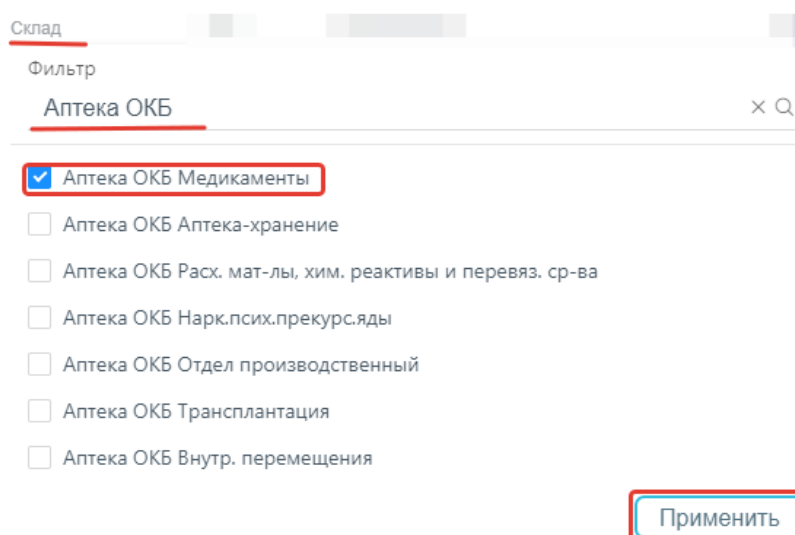 Склад
Фильтр
Аптека ОКБ
Аптека ОКБ Медикаменты
Аптека ОКБ Аптека-хранение
Аптека ОКБ Расх. мат-лы, хим. реактивы и перевяз. ср-ва
Аптека ОКБ Нарк.псих.прекурс.яды
Аптека ОКБ Отдел производственный
Аптека ОКБ Трансплантация
Аптека ОКБ Внутр. перемещения
Применить